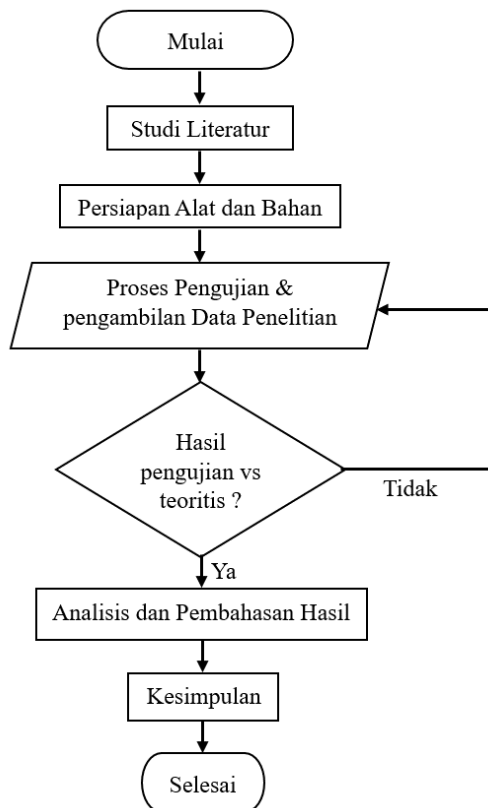 Mulai
Studi Literatur
Persiapan Alat dan Bahan
Proses Pengujian &
pengambilan Data Penelitian
Hasil
pengujian vs
teoritis ?
Tidak
Ya
Analisis dan Pembahasan Hasil
Kesimpulan
Selesai